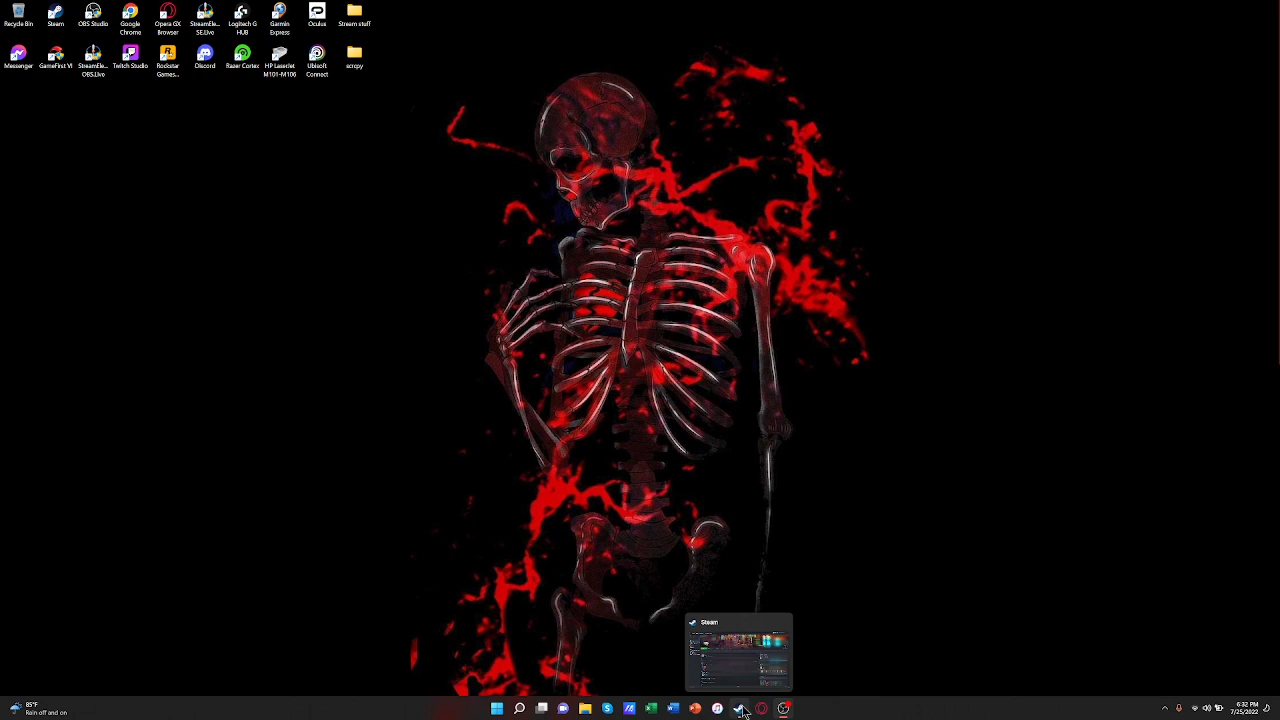 Recycle Bin
Steam
OBS Studio
Google
Chrome
Opera GX
Browser
StreamEle...
SE.Live
Logitech G
HUB
Garmin
Express
Oculus
Stream stuff
Messenger
GameFirst VI
StreamEle...
OBS.Live
Twitch Studio
Rockstar
Games...
Discord
Razer Cortex
HP LaserJet
M101-M106
Ubisoft
Connect
scrcpy
Steam
85°F
Rain off and on
6:32 PM
7/25/2022